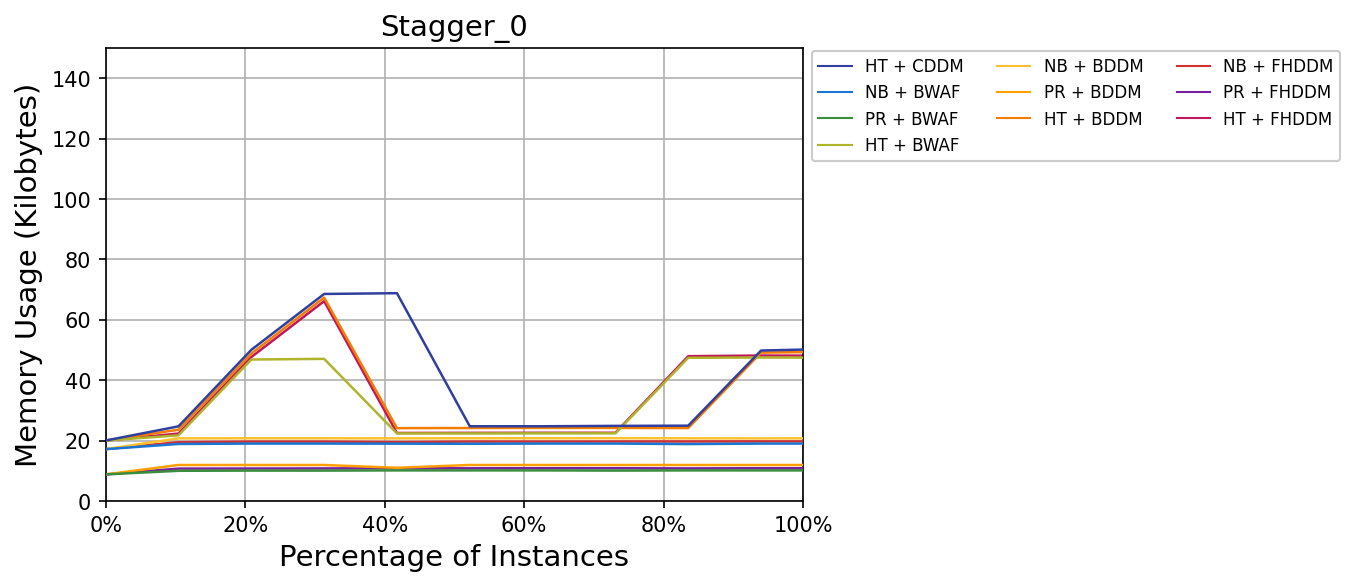 Stagger_0
Memory Usage (Kilobytes)
140
120
100
80
60
40
20
0
0% 20% 40% 60% 80% 100%
Percentage of Instances
HT + CDDM NB + BDDM NB + FHDDM
NB + BWAF PR + BDDM PR + FHDDM
PR + BWAF HT + BDDM HT + FHDDM
HT + BWAF